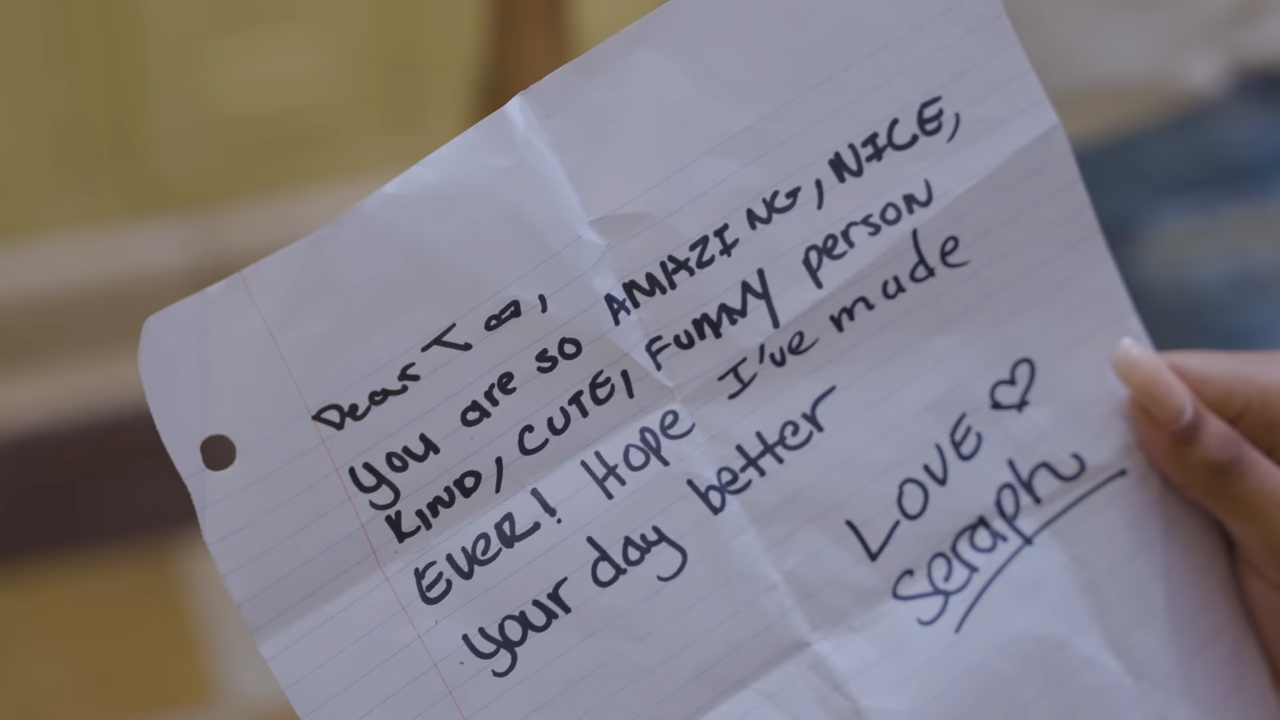 Dear
You are so AMAZING, NICE,
KIND, CUTE, FUNNY person
EVER! Hope I've made
your day better
LOVE ♡
Seraph